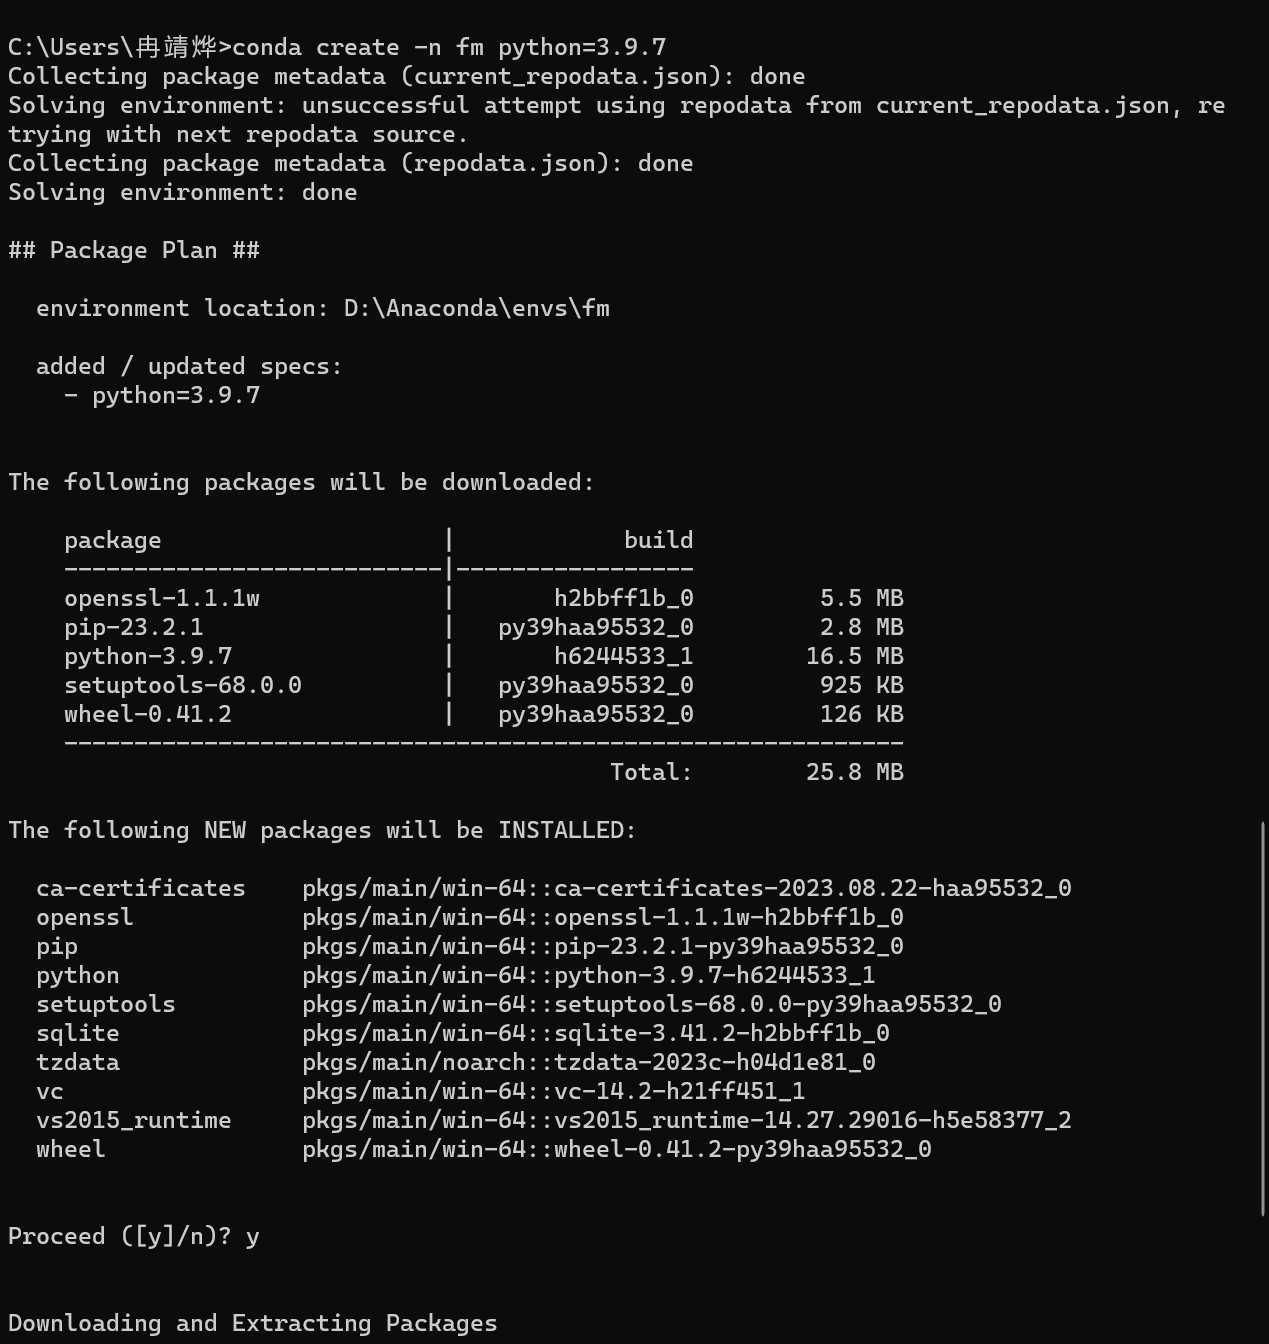 C:\Users\冉靖烨>conda create -n fm python=3.9.7
Collecting package metadata (current_repodata.json): done
Solving environment: unsuccessful attempt using repodata from current_repodata.json, re
trying with next repodata source.
Collecting package metadata (repodata.json): done
Solving environment: done

## Package Plan ##

  environment location: D:\Anaconda\envs\fm

  added / updated specs:
    - python=3.9.7


The following packages will be downloaded:

    package                    |            build
    ---------------------------|-----------------
    openssl-1.1.1w             |       h2bbff1b_0         5.5 MB
    pip-23.2.1                 |   py39haa95532_0         2.8 MB
    python-3.9.7               |       h6244533_1        16.5 MB
    setuptools-68.0.0          |   py39haa95532_0         925 KB
    wheel-0.41.2               |   py39haa95532_0         126 KB
    ------------------------------------------------------------
                                           Total:        25.8 MB

The following NEW packages will be INSTALLED:

  ca-certificates    pkgs/main/win-64::ca-certificates-2023.08.22-haa95532_0
  openssl            pkgs/main/win-64::openssl-1.1.1w-h2bbff1b_0
  pip                pkgs/main/win-64::pip-23.2.1-py39haa95532_0
  python             pkgs/main/win-64::python-3.9.7-h6244533_1
  setuptools         pkgs/main/win-64::setuptools-68.0.0-py39haa95532_0
  sqlite             pkgs/main/win-64::sqlite-3.41.2-h2bbff1b_0
  tzdata             pkgs/main/noarch::tzdata-2023c-h04d1e81_0
  vc                 pkgs/main/win-64::vc-14.2-h21ff451_1
  vs2015_runtime     pkgs/main/win-64::vs2015_runtime-14.27.29016-h5e58377_2
  wheel              pkgs/main/win-64::wheel-0.41.2-py39haa95532_0


Proceed ([y]/n)? y


Downloading and Extracting Packages